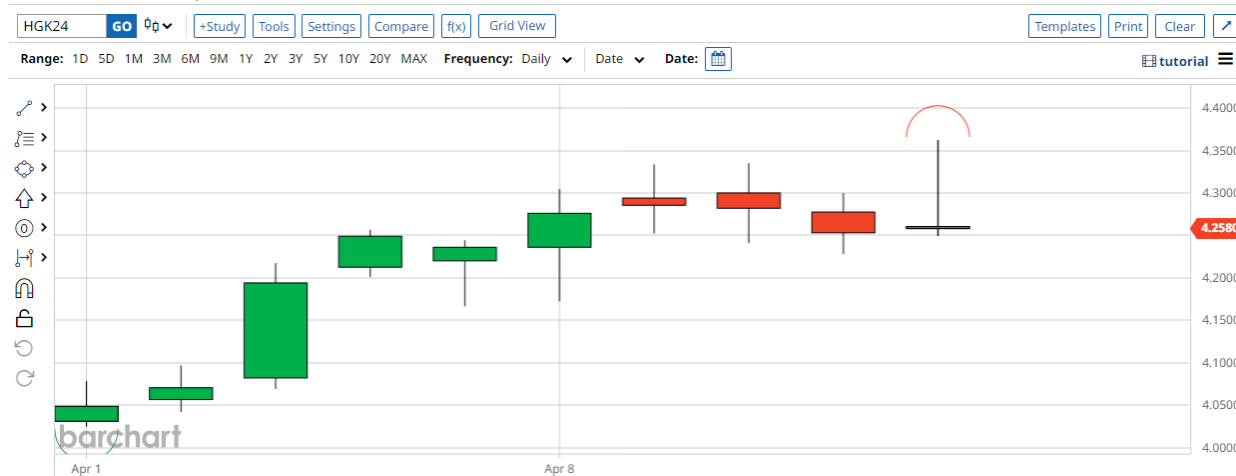 HGK24 GO +Study Tools Settings Compare f(x) Grid View Templates Print Clear
Range: 1D 5D 1M 3M 6M 9M 1Y 2Y 3Y 5Y 10Y 20Y MAX Frequency: Daily Date Date: tutorial
4.4000
4.3500
4.3000
4.2580
4.2000
4.1500
4.1000
4.0500
4.0000
barchart
Apr 1 Apr 8